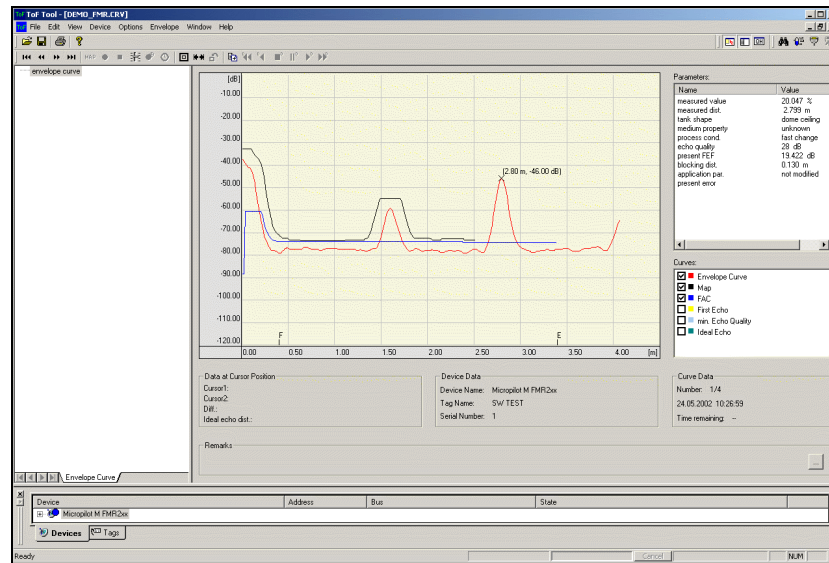 ToF Tool - [DEMO_FMR.CRV]
File Edit View Device Options Envelope Window Help
MAP
envelope curve
[dB]
-10.00
-20.00
-30.00
-40.00
-50.00
-60.00
-70.00
-80.00
-90.00
-100.00
-110.00
-120.00
[2.80 m, -46.00 dB]
F
E
0.00 0.50 1.00 1.50 2.00 2.50 3.00 3.50 4.00 [m]
Parameters:
Name Value
measured value 20.047 %
measured dist. 2.799 m
tank shape dome ceiling
medium property unknown
process cond. fast change
echo quality 28 dB
present FEF 19.422 dB
blocking dist. 0.130 m
application par. not modified
present error
Curves:
Envelope Curve
Map
FAC
First Echo
min. Echo Quality
Ideal Echo
Data at Cursor Position
Cursor1:
Cursor2:
Diff.:
Ideal echo dist.:
Device Data
Device Name: Micropilot M FMR2xx
Tag Name: SW TEST
Serial Number: 1
Curve Data
Number: 1/4
24.05.2002 10:26:59
Time remaining: --
Remarks
...
Envelope Curve
Device Address Bus State
Micropilot M FMR2xx
Devices Tags
Ready Cancel NUM